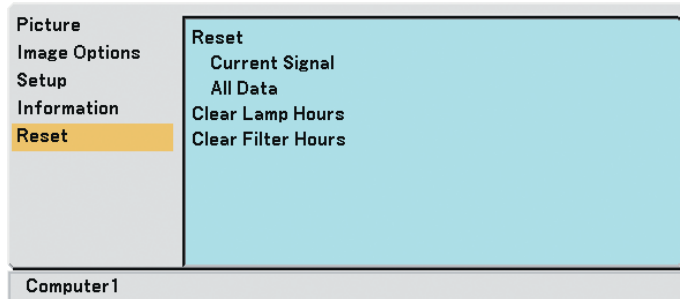 Picture
Image Options
Setup
Information
Reset
Reset
Current Signal
All Data
Clear Lamp Hours
Clear Filter Hours
Computer1